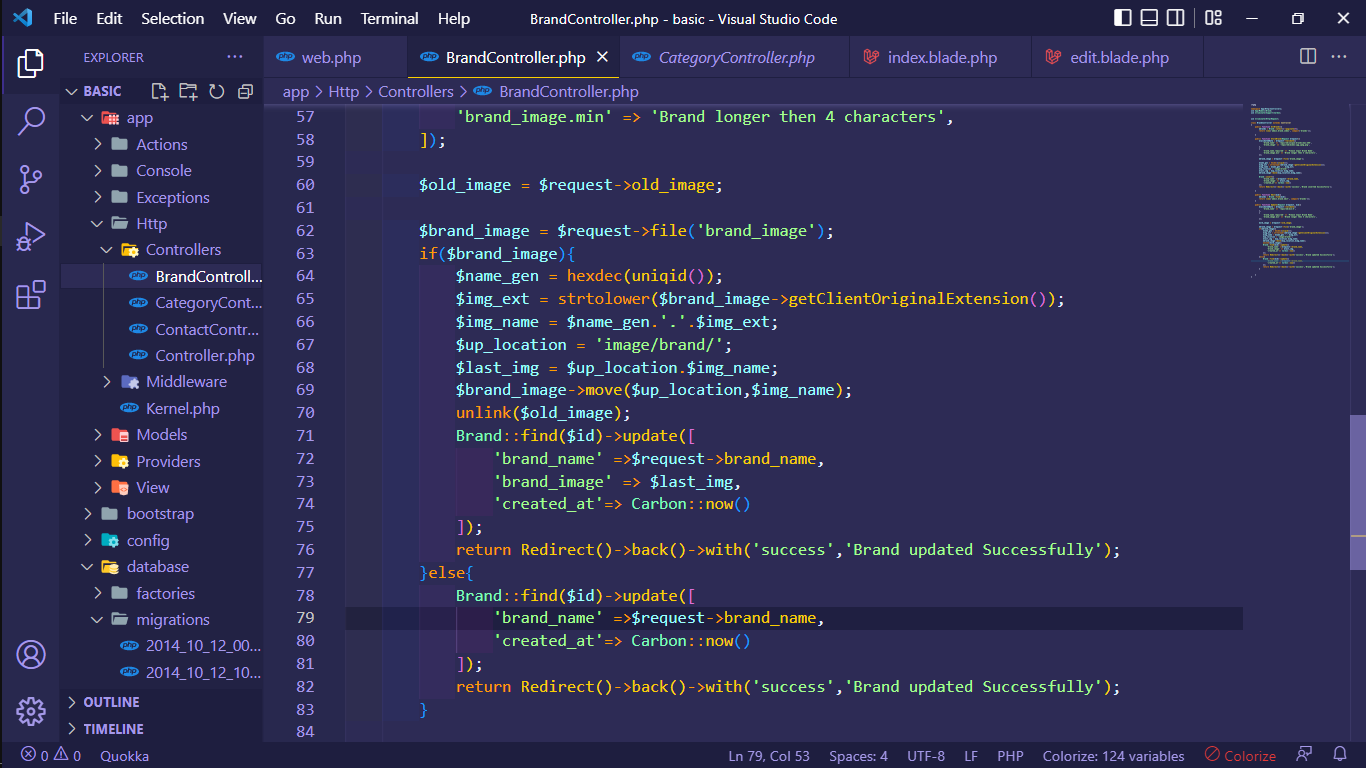 File Edit Selection View Go Run Terminal Help BrandController.php - basic - Visual Studio Code
EXPLORER ... web.php BrandController.php CategoryController.php index.blade.php edit.blade.php
BASIC
app > Http > Controllers > BrandController.php
app
Actions
Console
Exceptions
Http
Controllers
BrandControll...
CategoryCont...
ContactContr...
Controller.php
Middleware
Kernel.php
Models
Providers
View
bootstrap
config
database
factories
migrations
2014_10_12_00...
2014_10_12_10...
OUTLINE
TIMELINE
57 'brand_image.min' => 'Brand longer then 4 characters',
58 ]);
59
60 $old_image = $request->old_image;
61
62 $brand_image = $request->file('brand_image');
63 if($brand_image){
64 $name_gen = hexdec(uniqid());
65 $img_ext = strtolower($brand_image->getClientOriginalExtension());
66 $img_name = $name_gen.'.'.$img_ext;
67 $up_location = 'image/brand/';
68 $last_img = $up_location.$img_name;
69 $brand_image->move($up_location,$img_name);
70 unlink($old_image);
71 Brand::find($id)->update([
72 'brand_name' =>$request->brand_name,
73 'brand_image' => $last_img,
74 'created_at'=> Carbon::now()
75 ]);
76 return Redirect()->back()->with('success','Brand updated Successfully');
77 }else{
78 Brand::find($id)->update([
79 'brand_name' =>$request->brand_name,
80 'created_at'=> Carbon::now()
81 ]);
82 return Redirect()->back()->with('success','Brand updated Successfully');
83 }
84
0 0 Quokka Ln 79, Col 53 Spaces: 4 UTF-8 LF PHP Colorize: 124 variables Colorize